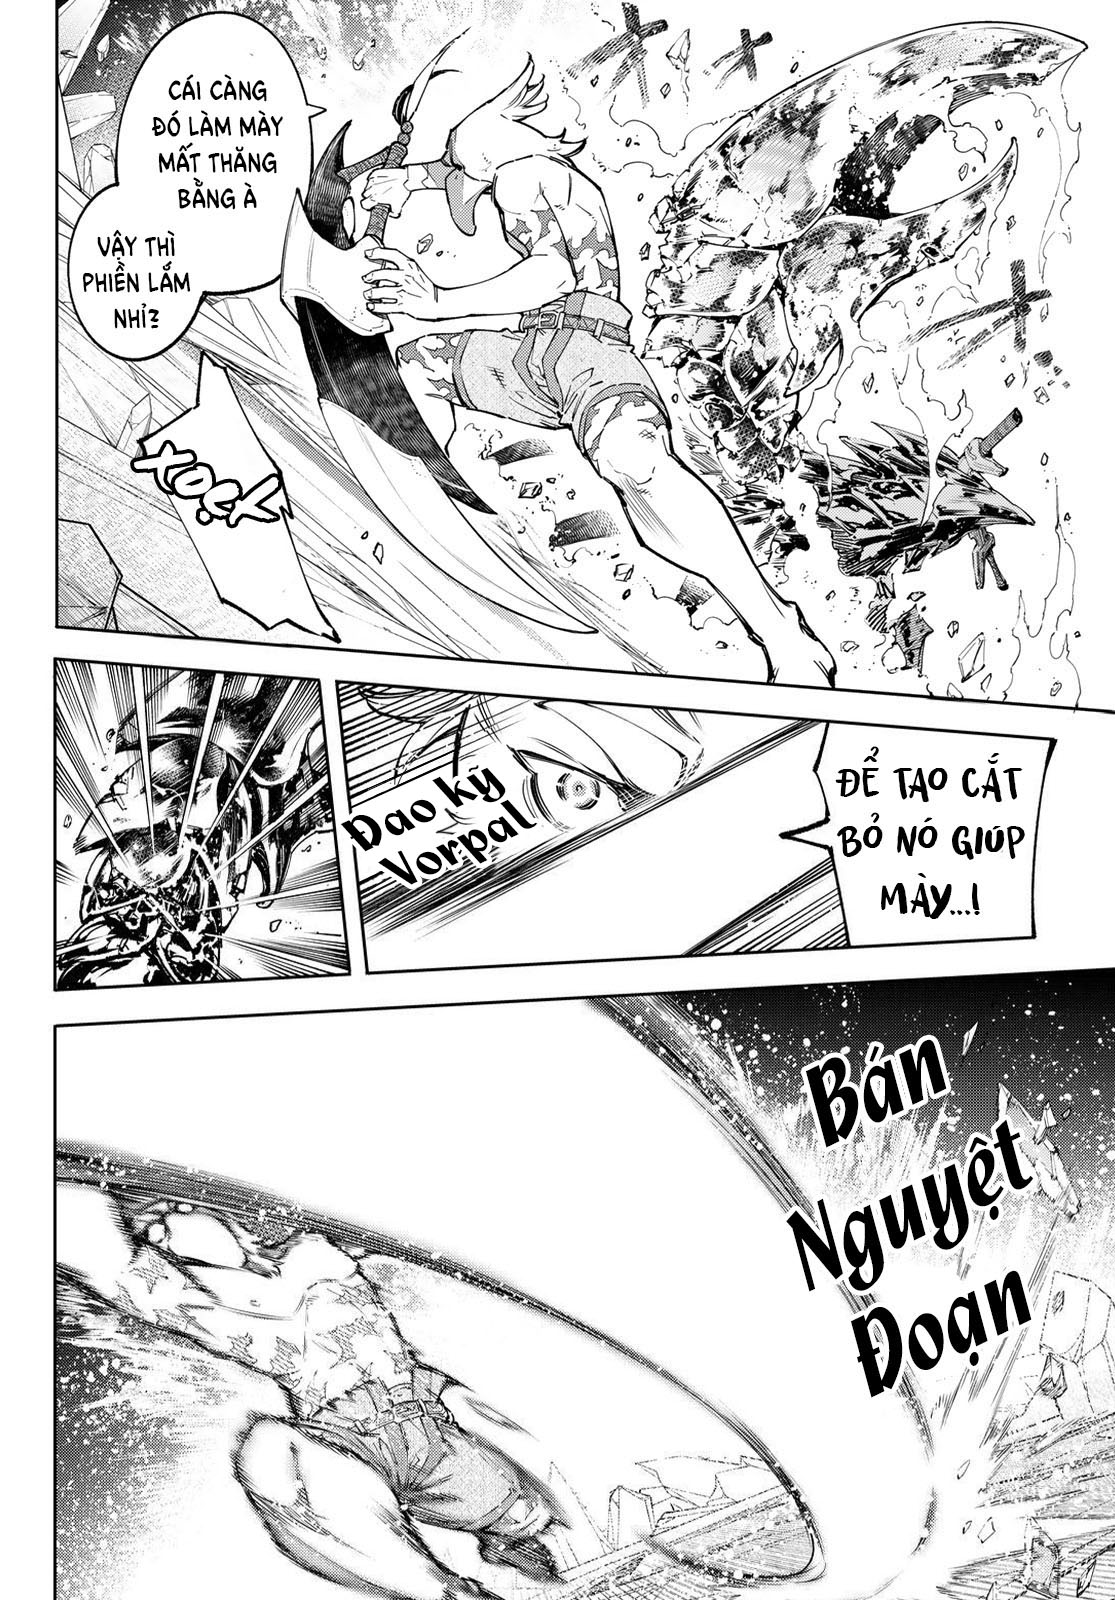 CÁI CÀNG
ĐÓ LÀM MÀY
MẤT THĂNG
BẰNG À
VẬY THÌ
PHIỀN LẮM
NHỈ?
XOẸT
ĐỂ TAO CẮT
BỎ NÓ GIÚP
MÀY...!
Đao kỹ
Vorpal
Bán
Nguyệt
Đoạn